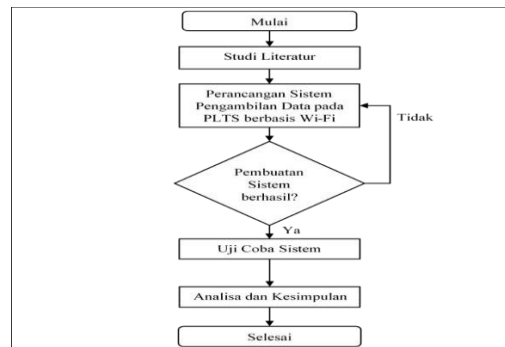 Mulai
Studi Literatur
Perancangan Sistem
Pengambilan Data pada
PLTS berbasis Wi-Fi
Tidak
Pembuatan
Sistem
berhasil?
Ya
Uji Coba Sistem
Analisa dan Kesimpulan
Selesai